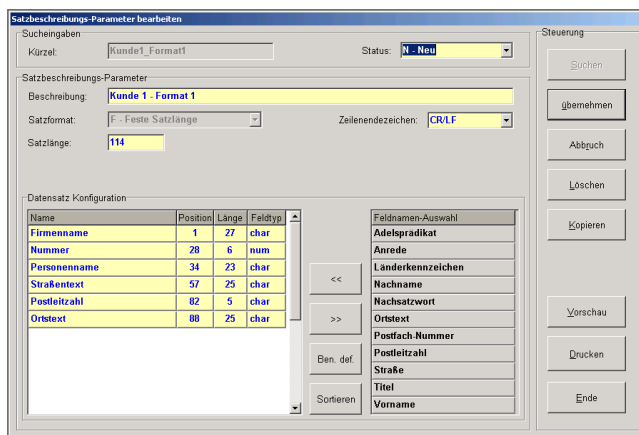 Satzbeschreibungs-Parameter bearbeiten
Sucheingaben
Kürzel: Kunde1_Format1 Status: N - Neu
Satzbeschreibungs-Parameter
Beschreibung: Kunde 1 - Format 1
Satzformat: F - Feste Satzlänge Zeilenendezeichen: CR/LF
Satzlänge: 114
Datensatz Konfiguration
Name Position Länge Feldtyp
Firmenname 1 27 char
Nummer 28 6 num
Personenname 34 23 char
Straßentext 57 25 char
Postleitzahl 82 5 char
Ortstext 88 25 char
<<
>>
Ben. def.
Sortieren
Feldnamen-Auswahl
Adelsprädikat
Anrede
Länderkennzeichen
Nachname
Nachsatzwort
Ortstext
Postfach-Nummer
Postleitzahl
Straße
Titel
Vorname
Steuerung
Suchen
übernehmen
Abbruch
Löschen
Kopieren
Vorschau
Drucken
Ende